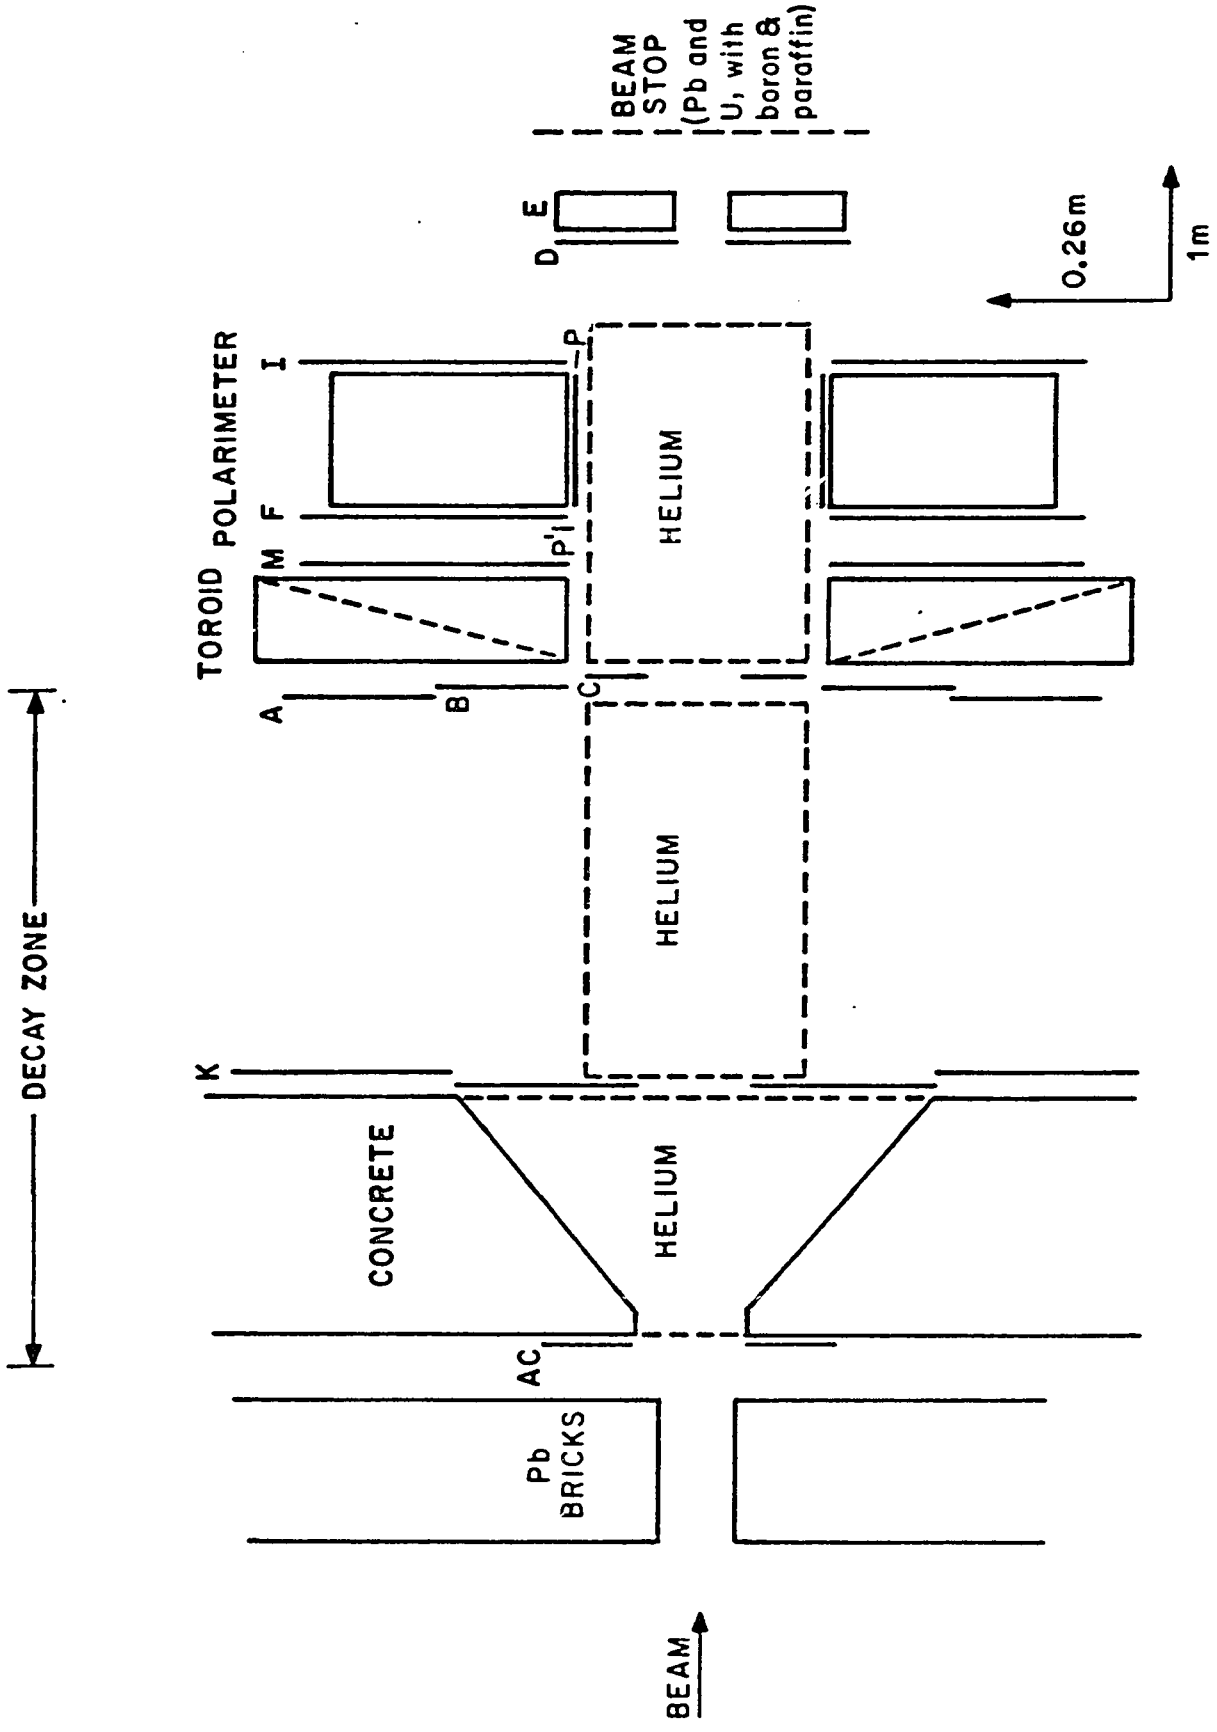 DECAY ZONE
BEAM
Pb
BRICKS
AC
CONCRETE
HELIUM
K
HELIUM
A
B
C
TOROID
M
POLARIMETER
F
I
P'
P
HELIUM
D
E
BEAM
STOP
(Pb and
U, with
boron &
paraffin)
0.26m
1m